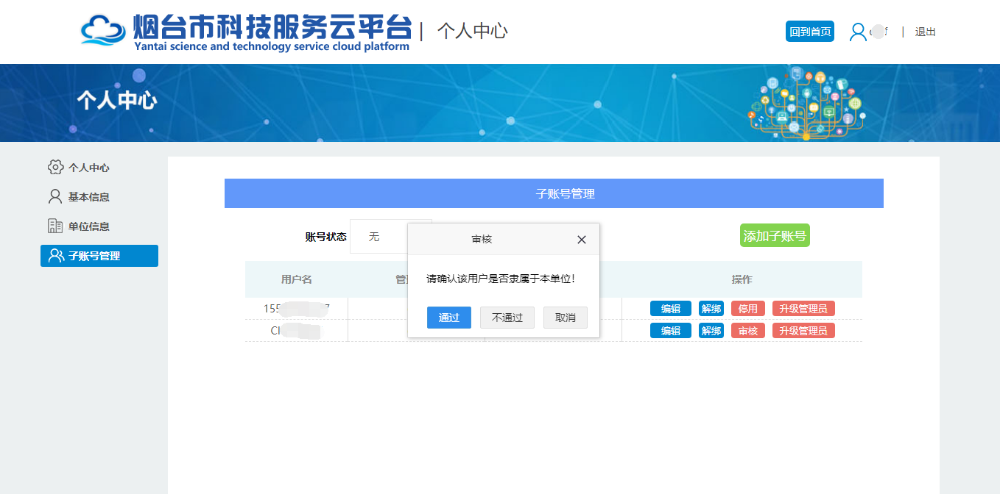 烟台市科技服务云平台 | 个人中心
Yantai science and technology service cloud platform
回到首页 | 退出
个人中心
个人中心
基本信息
单位信息
子账号管理
子账号管理
账号状态 无
添加子账号
审核
请确认该用户是否隶属于本单位!
通过 不通过 取消
用户名 操作
155 7 编辑 解绑 停用 升级管理员
编辑 解绑 审核 升级管理员